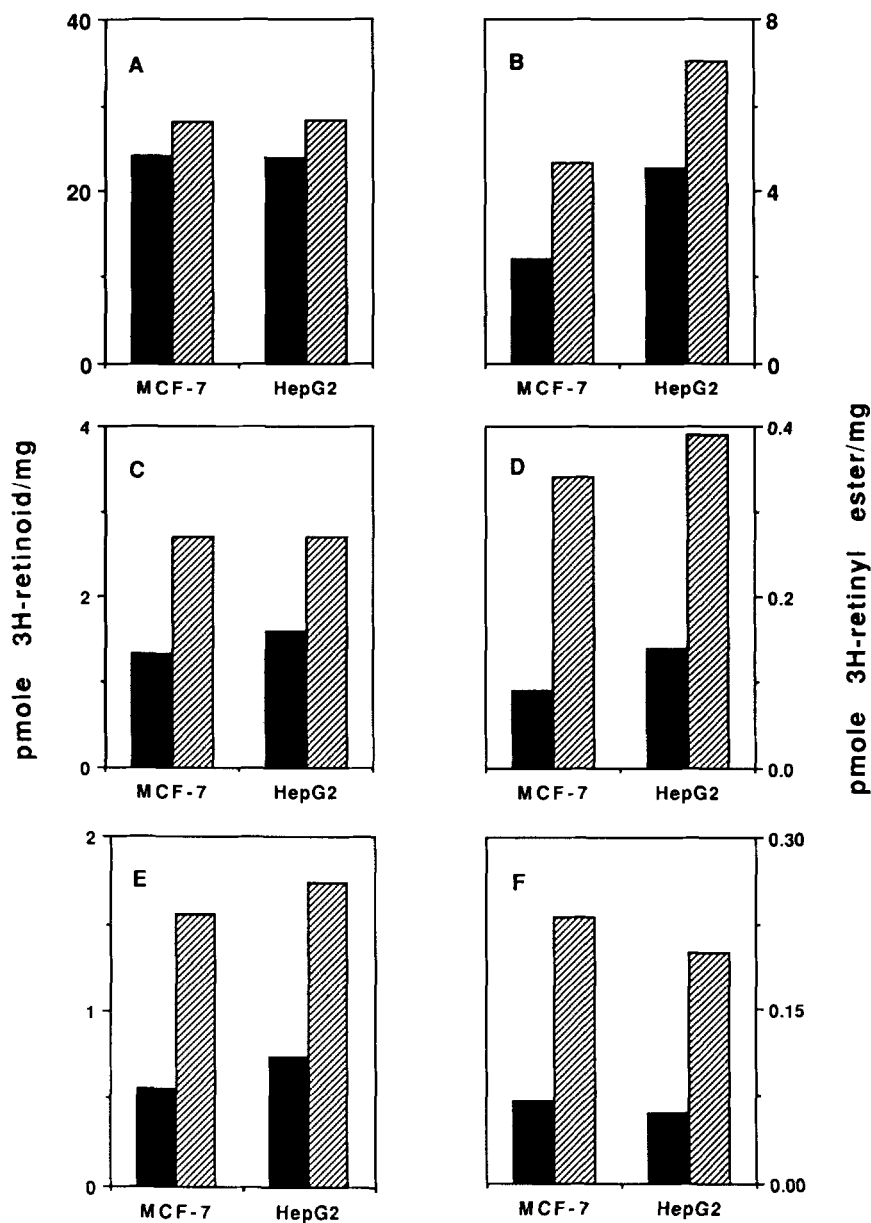 40
20
0
A
MCF-7 HepG2
B
8
4
0
4
2
0
C
MCF-7 HepG2
D
0.4
0.2
0.0
MCF-7 HepG2
MCF-7 HepG2
pmole 3H-retinoid/mg
pmole 3H-retinyl ester/mg
2
1
0
E
MCF-7 HepG2
F
0.30
0.15
0.00
MCF-7 HepG2